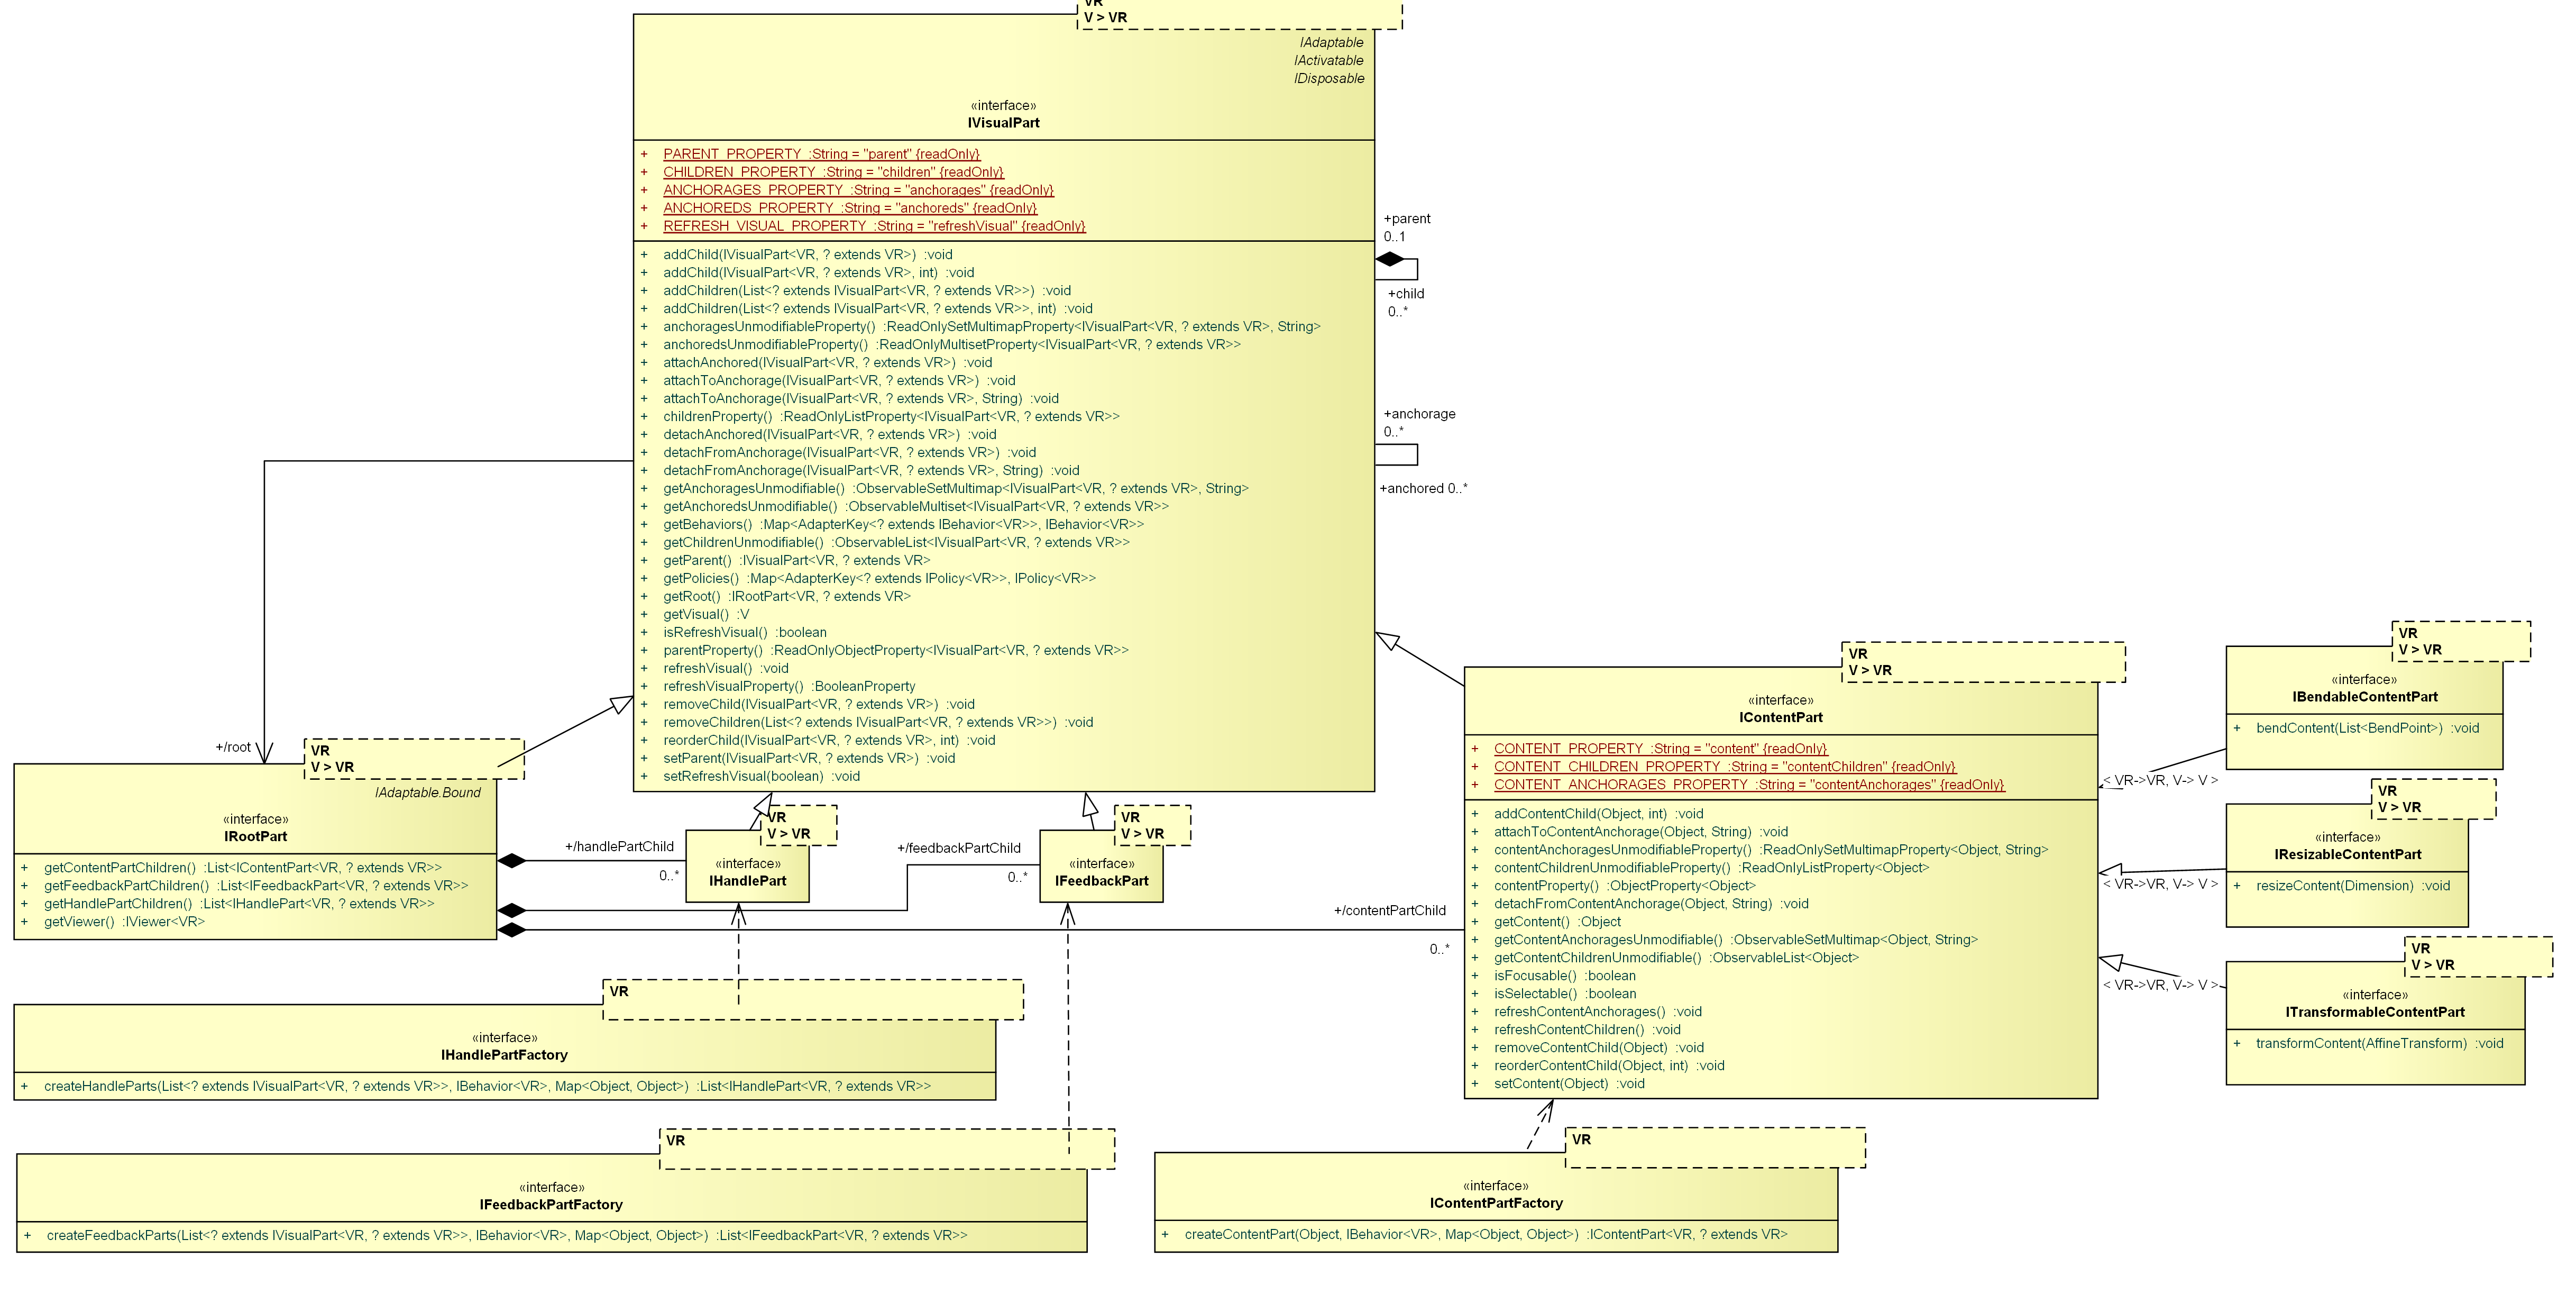 VR
V > VR
IAdaptable
IActivatable
IDisposable
«interface»
IVisualPart
+ PARENT_PROPERTY :String = "parent" {readOnly}
+ CHILDREN_PROPERTY :String = "children" {readOnly}
+ ANCHORAGES_PROPERTY :String = "anchorages" {readOnly}
+ ANCHOREDS_PROPERTY :String = "anchoreds" {readOnly}
+ REFRESH_VISUAL_PROPERTY :String = "refreshVisual" {readOnly}
+ addChild(IVisualPart<VR, ? extends VR>) :void
+ addChild(IVisualPart<VR, ? extends VR>, int) :void
+ addChildren(List<? extends IVisualPart<VR, ? extends VR>>) :void
+ addChildren(List<? extends IVisualPart<VR, ? extends VR>>, int) :void
+ anchoragesUnmodifiableProperty() :ReadOnlySetMultimapProperty<IVisualPart<VR, ? extends VR>, String>
+ anchoredsUnmodifiableProperty() :ReadOnlyMultisetProperty<IVisualPart<VR, ? extends VR>>
+ attachAnchored(IVisualPart<VR, ? extends VR>) :void
+ attachToAnchorage(IVisualPart<VR, ? extends VR>) :void
+ attachToAnchorage(IVisualPart<VR, ? extends VR>, String) :void
+ childrenProperty() :ReadOnlyListProperty<IVisualPart<VR, ? extends VR>>
+ detachAnchored(IVisualPart<VR, ? extends VR>) :void
+ detachFromAnchorage(IVisualPart<VR, ? extends VR>) :void
+ detachFromAnchorage(IVisualPart<VR, ? extends VR>, String) :void
+ getAnchoragesUnmodifiable() :ObservableSetMultimap<IVisualPart<VR, ? extends VR>, String>
+ getAnchoredsUnmodifiable() :ObservableMultiset<IVisualPart<VR, ? extends VR>>
+ getBehaviors() :Map<AdapterKey<? extends IBehavior<VR>>, IBehavior<VR>>
+ getChildrenUnmodifiable() :ObservableList<IVisualPart<VR, ? extends VR>>
+ getParent() :IVisualPart<VR, ? extends VR>
+ getPolicies() :Map<AdapterKey<? extends IPolicy<VR>>, IPolicy<VR>>
+ getRoot() :IRootPart<VR, ? extends VR>
+ getVisual() :V
+ isRefreshVisual() :boolean
+ parentProperty() :ReadOnlyObjectProperty<IVisualPart<VR, ? extends VR>>
+ refreshVisual() :void
+ refreshVisualProperty() :BooleanProperty
+ removeChild(IVisualPart<VR, ? extends VR>) :void
+ removeChildren(List<? extends IVisualPart<VR, ? extends VR>>) :void
+ reorderChild(IVisualPart<VR, ? extends VR>, int) :void
+ setParent(IVisualPart<VR, ? extends VR>) :void
+ setRefreshVisual(boolean) :void
+parent
0..1
+child
0..*
+anchorage
0..*
+anchored 0..*
+/root
VR
V > VR
IAdaptable.Bound
«interface»
IRootPart
+ getContentPartChildren() :List<IContentPart<VR, ? extends VR>>
+ getFeedbackPartChildren() :List<IFeedbackPart<VR, ? extends VR>>
+ getHandlePartChildren() :List<IHandlePart<VR, ? extends VR>>
+ getViewer() :IViewer<VR>
+/handlePartChild
0..*
VR
V > VR
«interface»
IHandlePart
+/feedbackPartChild
0..*
VR
V > VR
«interface»
IFeedbackPart
+/contentPartChild
0..*
VR
V > VR
«interface»
IContentPart
+ CONTENT_PROPERTY :String = "content" {readOnly}
+ CONTENT_CHILDREN_PROPERTY :String = "contentChildren" {readOnly}
+ CONTENT_ANCHORAGES_PROPERTY :String = "contentAnchorages" {readOnly}
+ addContentChild(Object, int) :void
+ attachToContentAnchorage(Object, String) :void
+ contentAnchoragesUnmodifiableProperty() :ReadOnlySetMultimapProperty<Object, String>
+ contentChildrenUnmodifiableProperty() :ReadOnlyListProperty<Object>
+ contentProperty() :ObjectProperty<Object>
+ detachFromContentAnchorage(Object, String) :void
+ getContent() :Object
+ getContentAnchoragesUnmodifiable() :ObservableSetMultimap<Object, String>
+ getContentChildrenUnmodifiable() :ObservableList<Object>
+ isFocusable() :boolean
+ isSelectable() :boolean
+ refreshContentAnchorages() :void
+ refreshContentChildren() :void
+ removeContentChild(Object) :void
+ reorderContentChild(Object, int) :void
+ setContent(Object) :void
VR
V > VR
«interface»
IBendableContentPart
+ bendContent(List<BendPoint>) :void
< VR->VR, V-> V >
VR
V > VR
«interface»
IResizableContentPart
+ resizeContent(Dimension) :void
< VR->VR, V-> V >
VR
V > VR
«interface»
ITransformableContentPart
+ transformContent(AffineTransform) :void
< VR->VR, V-> V >
VR
«interface»
IHandlePartFactory
+ createHandleParts(List<? extends IVisualPart<VR, ? extends VR>>, IBehavior<VR>, Map<Object, Object>) :List<IHandlePart<VR, ? extends VR>>
VR
«interface»
IFeedbackPartFactory
+ createFeedbackParts(List<? extends IVisualPart<VR, ? extends VR>>, IBehavior<VR>, Map<Object, Object>) :List<IFeedbackPart<VR, ? extends VR>>
VR
«interface»
IContentPartFactory
+ createContentPart(Object, IBehavior<VR>, Map<Object, Object>) :IContentPart<VR, ? extends VR>